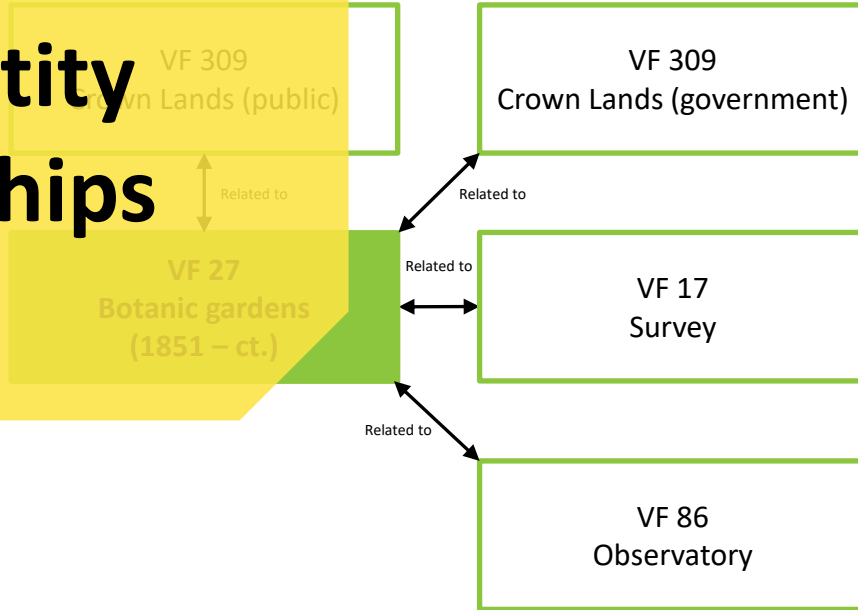 tity
ships
VF 309
Crown Lands (public)
VF 309
Crown Lands (government)
Related to
Related to
VF 27
Botanic gardens
(1851 – ct.)
Related to
VF 17
Survey
Related to
VF 86
Observatory